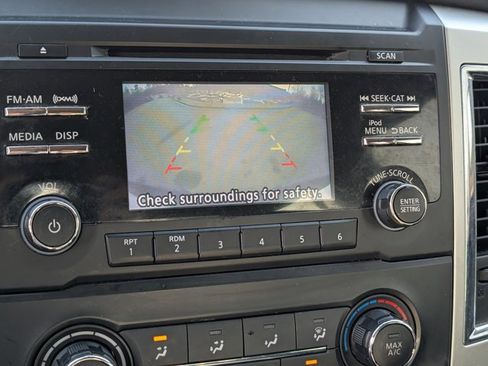 SCAN
FM·AM ((SXM))
SEEK·CAT
MEDIA DISP
iPod
MENU BACK
Check surroundings for safety.
VOL
TUNE·SCROLL
ENTER
SETTING
RPT
1
RDM
2
3
4
5
6
MAX
A/C